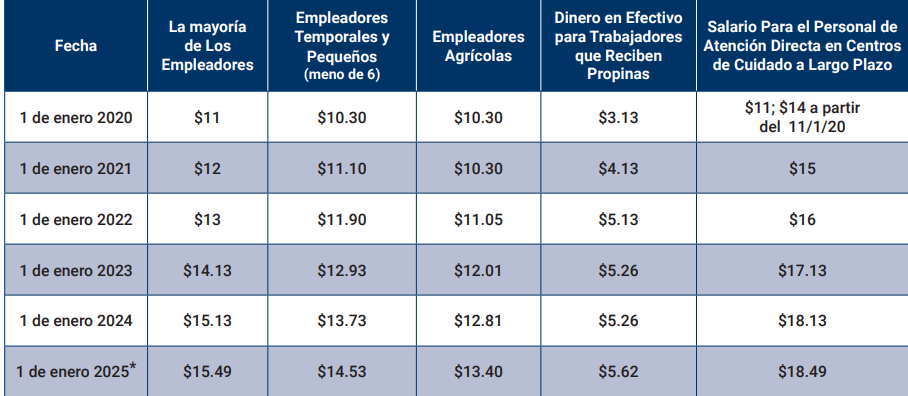 Fecha
La mayoría
de Los
Empleadores
Empleadores
Temporales y
Pequeños
(meno de 6)
Empleadores
Agrícolas
Dinero en Efectivo
para Trabajadores
que Reciben
Propinas
Salario Para el Personal de
Atención Directa en Centros
de Cuidado a Largo Plazo
1 de enero 2020 $11 $10.30 $10.30 $3.13 $11; $14 a partir
del 11/1/20
1 de enero 2021 $12 $11.10 $10.30 $4.13 $15
1 de enero 2022 $13 $11.90 $11.05 $5.13 $16
1 de enero 2023 $14.13 $12.93 $12.01 $5.26 $17.13
1 de enero 2024 $15.13 $13.73 $12.81 $5.26 $18.13
1 de enero 2025* $15.49 $14.53 $13.40 $5.62 $18.49